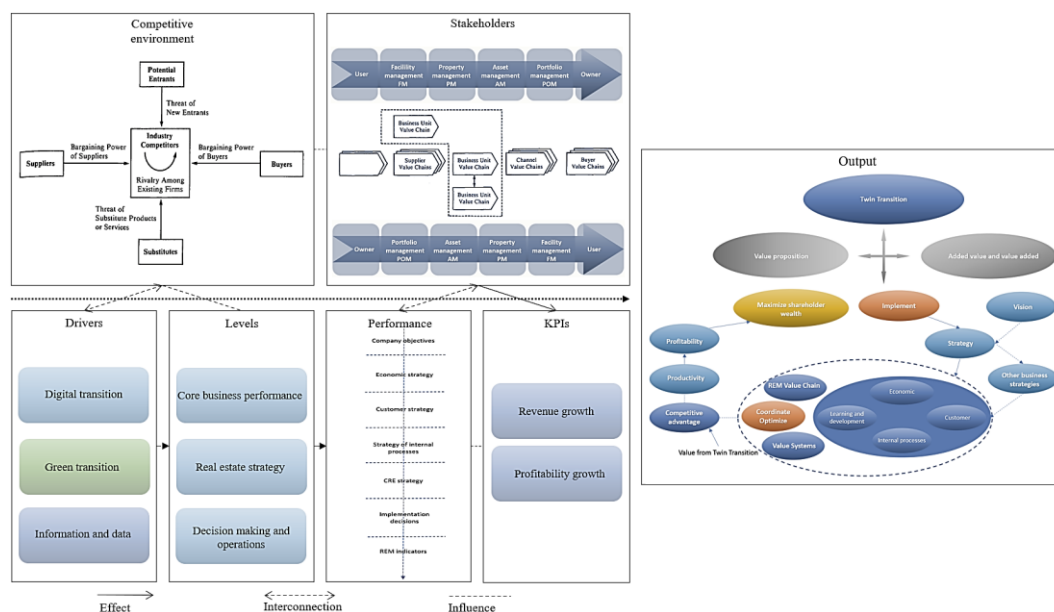 Competitive
environment
Potential
Entrants
Threat of
New Entrants
Industry
Competitors
Suppliers
Bargaining Power
of Suppliers
Bargaining Power
of Buyers
Buyers
Rivalry Among
Existing Firms
Threat of
Substitute Products
or Services
Substitutes
Stakeholders
User
Facility
management
FM
Property
management
PM
Asset
management
AM
Portfolio
management
POM
Owner
Business Unit
Value Chain
Supplier
Value Chains
Business Unit
Value Chain
Channel
Value Chains
Buyer
Value Chains
Business Unit
Value Chain
Owner
Portfolio
management
POM
Asset
management
AM
Property
management
PM
Facility
management
FM
User
Drivers
Digital transition
Green transition
Information and data
Levels
Core business performance
Real estate strategy
Decision making and
operations
Performance
Company objectives
Economic strategy
Customer strategy
Strategy of internal
processes
CRE strategy
Implementation
decisions
REM indicators
KPIs
Revenue growth
Profitability growth
Effect
Interconnection
Influence
Output
Twin Transition
Value proposition
Added value and value added
Maximise shareholder
wealth
Implement
Vision
Profitability
Strategy
Productivity
Other business
strategies
REM Value Chain
Economic
Competitive
advantage
Coordinate
Optimize
Learning and
development
Customer
Internal processes
Value Systems
Value from Twin Transition